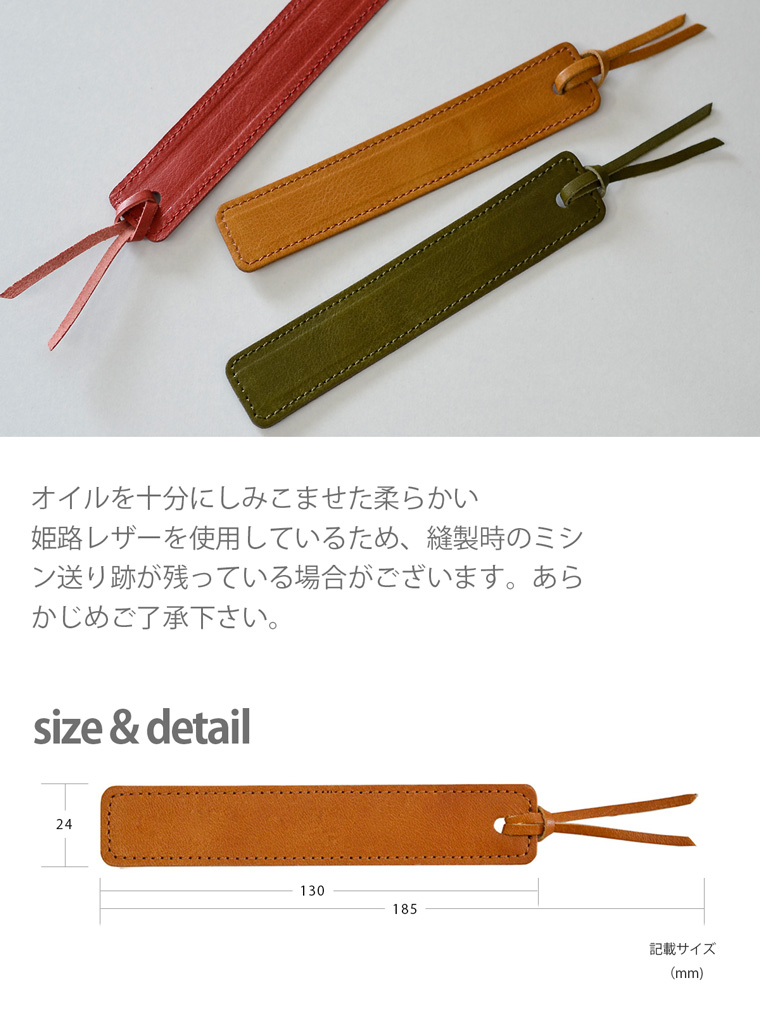 オイルを十分にしみこませた柔らかい
姫路レザーを使用しているため、縫製時のミシ
ン送り跡が残っている場合がございます。あら
かじめご了承下さい。
size & detail
24
130
185
記載サイズ
（mm）